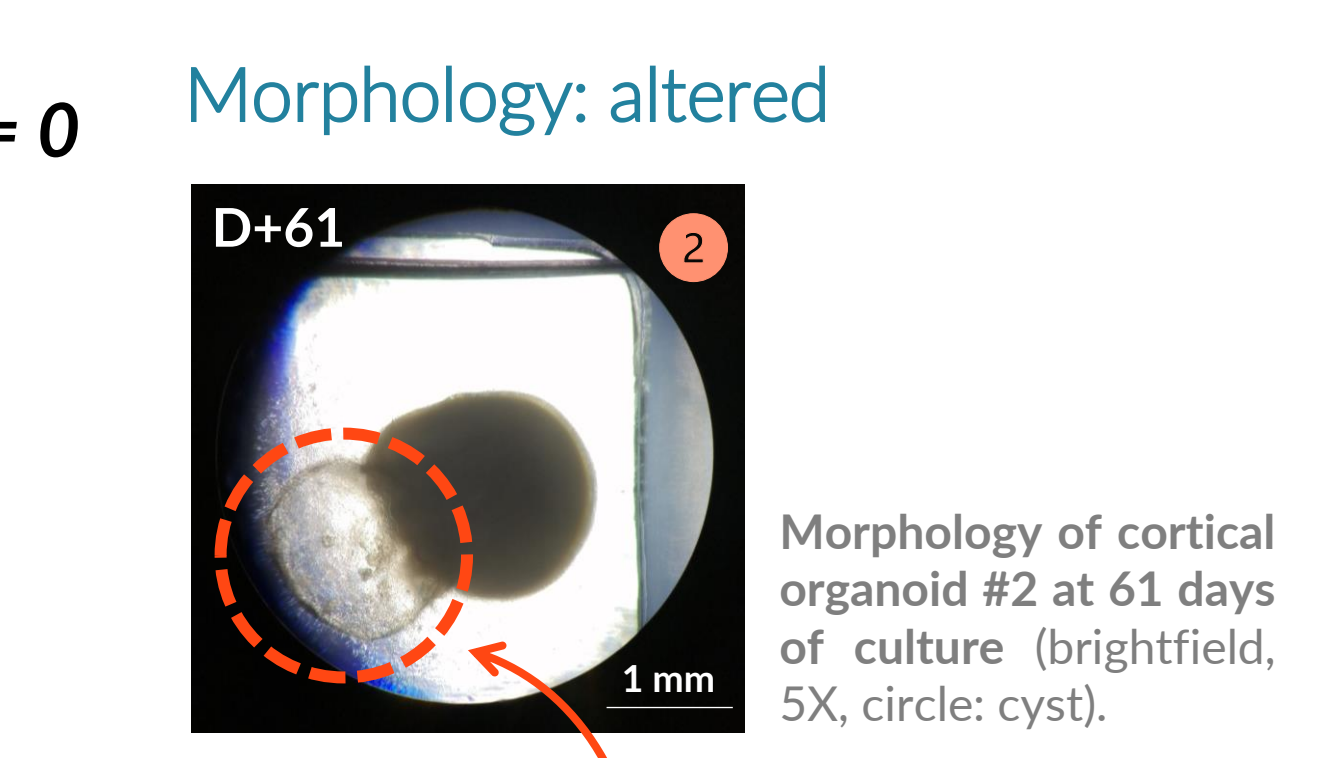 = 0
Morphology: altered
D+61
2
1 mm
Morphology of cortical
organoid #2 at 61 days
of culture (brightfield,
5X, circle: cyst).